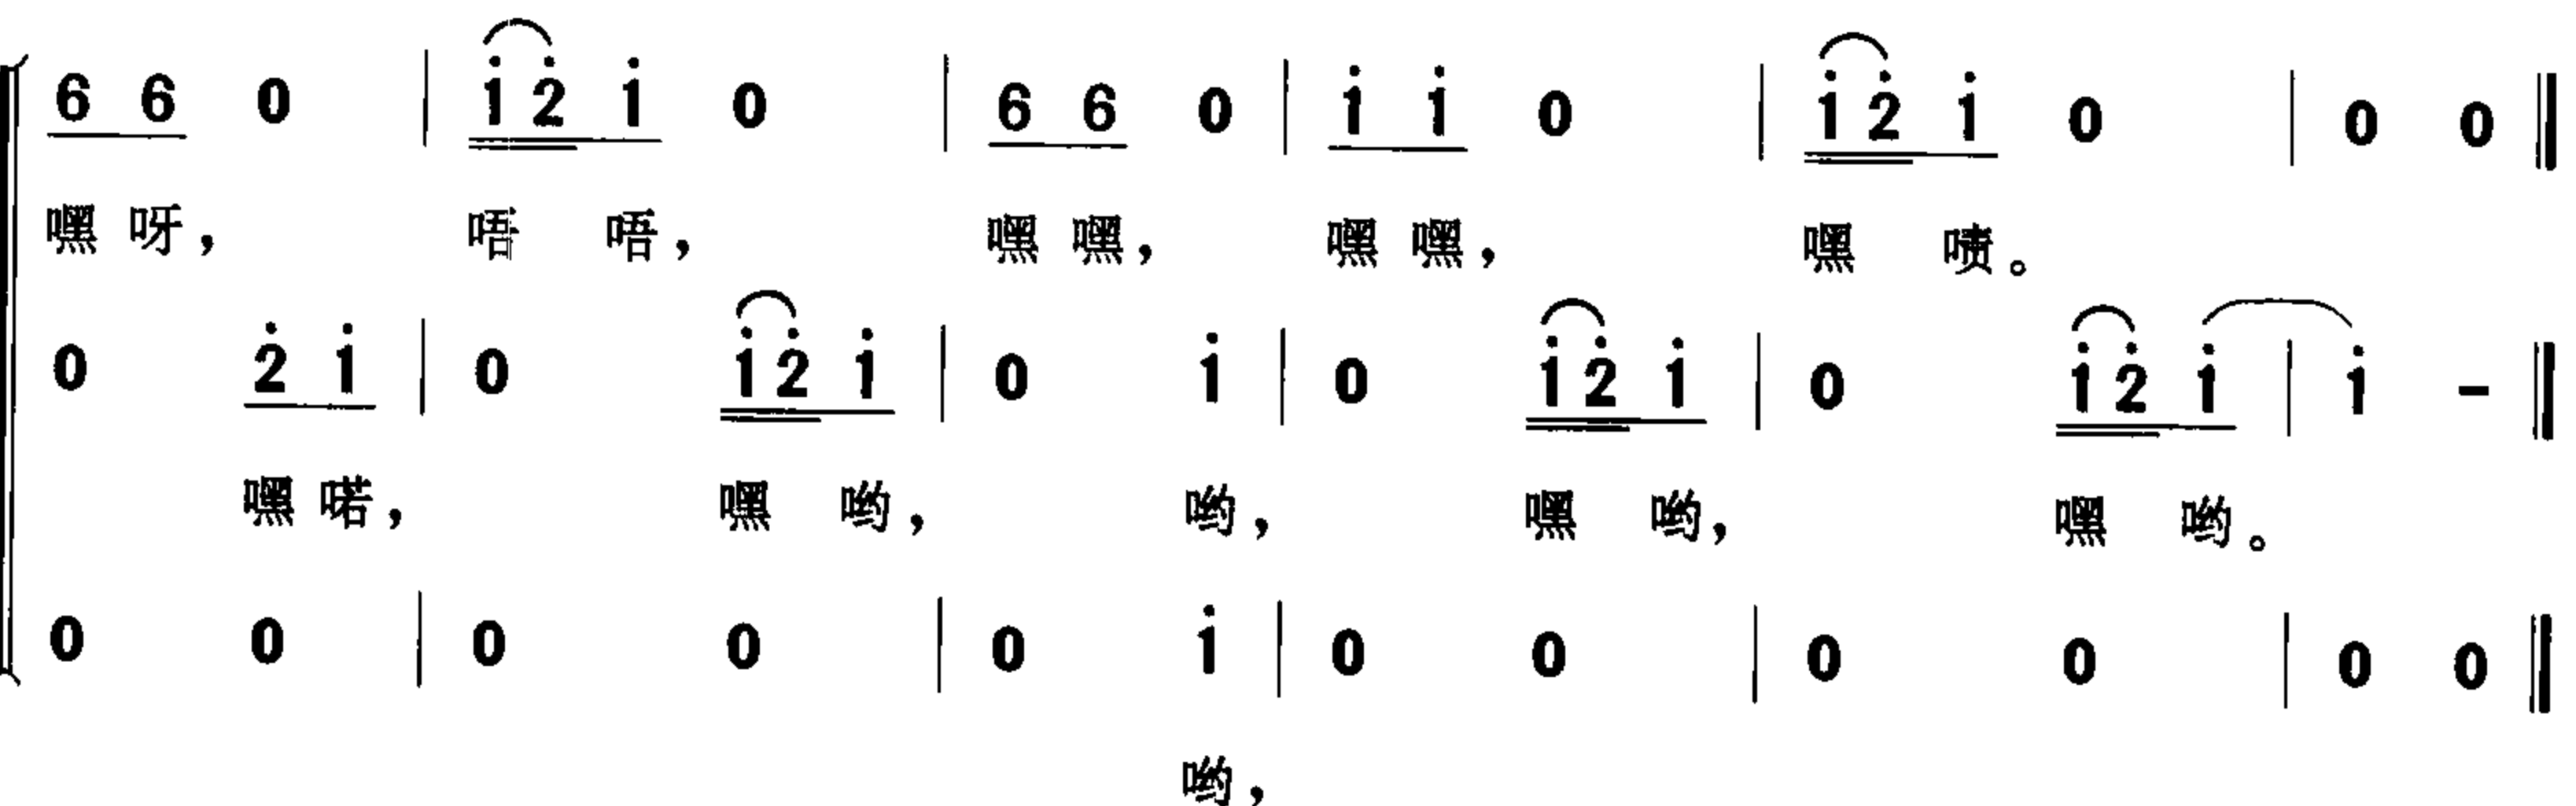 6 6 0 | i̇ 2̇ i̇ 0 | 6 6 0 | i̇ i̇ 0 | i̇ 2̇ i̇ 0 | 0 0 ‖
嘿 呀， 唔 唔， 嘿 嘿， 嘿 嘿， 嘿 啧。
0 2̇ i̇ | 0 i̇ 2̇ i̇ | 0 i̇ | 0 i̇ 2̇ i̇ | 0 i̇ 2̇ i̇ | i̇ - ‖
嘿 喏， 嘿 哟， 哟， 嘿 哟， 嘿 哟。
0 0 | 0 0 | 0 i̇ | 0 0 | 0 0 | 0 0 ‖
哟，